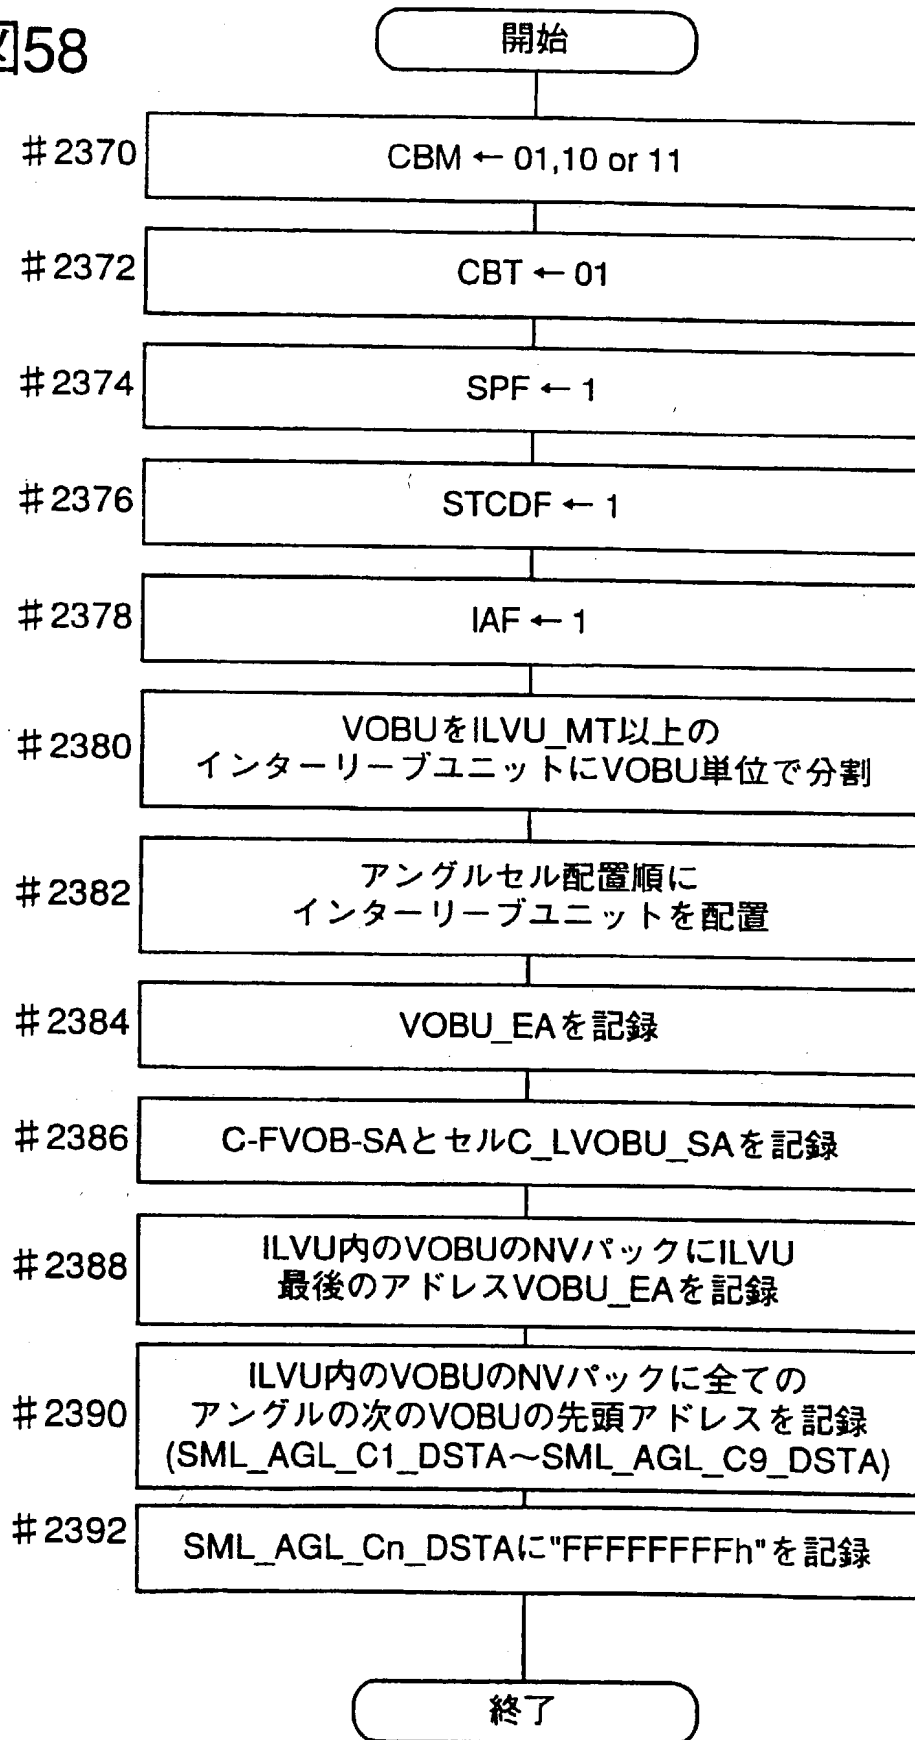 図58
開始
#2370
CBM ← 01,10 or 11
#2372
CBT ← 01
#2374
SPF ← 1
#2376
STCDF ← 1
#2378
IAF ← 1
#2380
VOBUをILVU_MT以上の
インターリーブユニットにVOBU単位で分割
#2382
アングルセル配置順に
インターリーブユニットを配置
#2384
VOBU_EAを記録
#2386
C-FVOB-SAとセルC_LVOBU_SAを記録
#2388
ILVU内のVOBUのNVパックにILVU
最後のアドレスVOBU_EAを記録
#2390
ILVU内のVOBUのNVパックに全ての
アングルの次のVOBUの先頭アドレスを記録
(SML_AGL_C1_DSTA～SML_AGL_C9_DSTA)
#2392
SML_AGL_Cn_DSTAに"FFFFFFFFh"を記録
終了